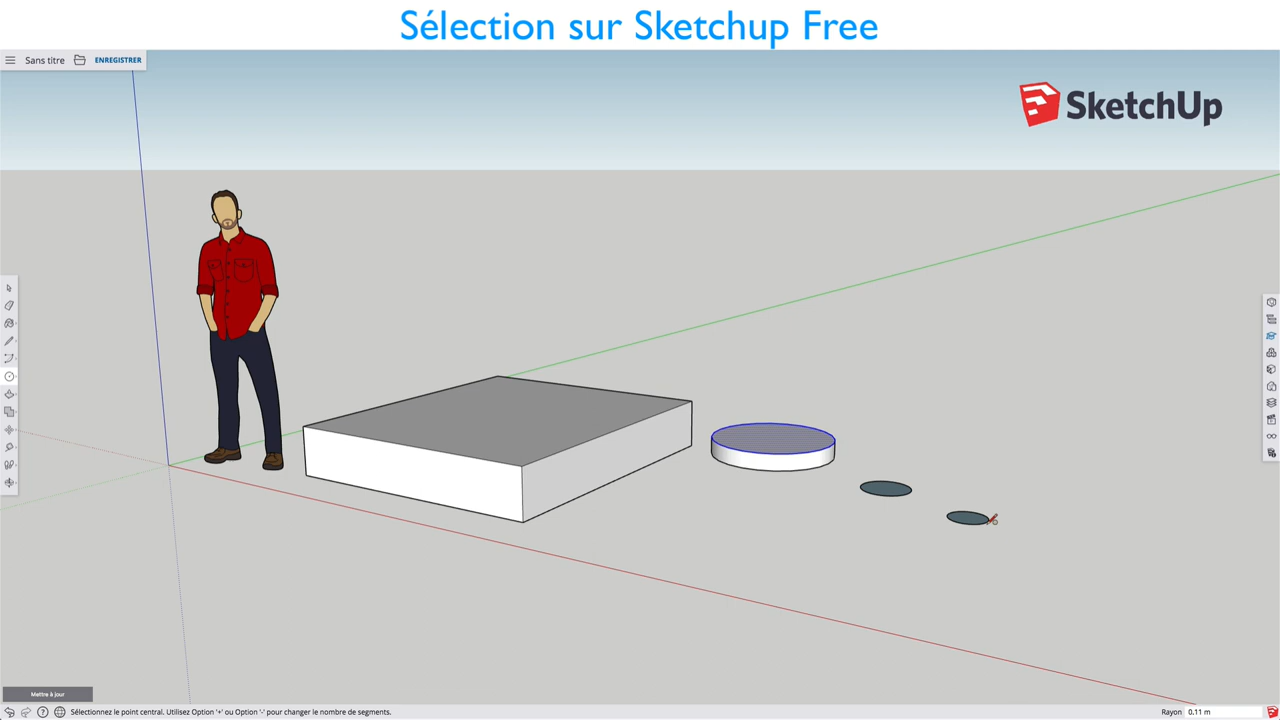 Sélection sur Sketchup Free
Sans titre
ENREGISTRER
SketchUp
Mettre à jour
Sélectionnez le point central. Utilisez Option '+' ou Option '-' pour changer le nombre de segments.
Rayon 0,11 m